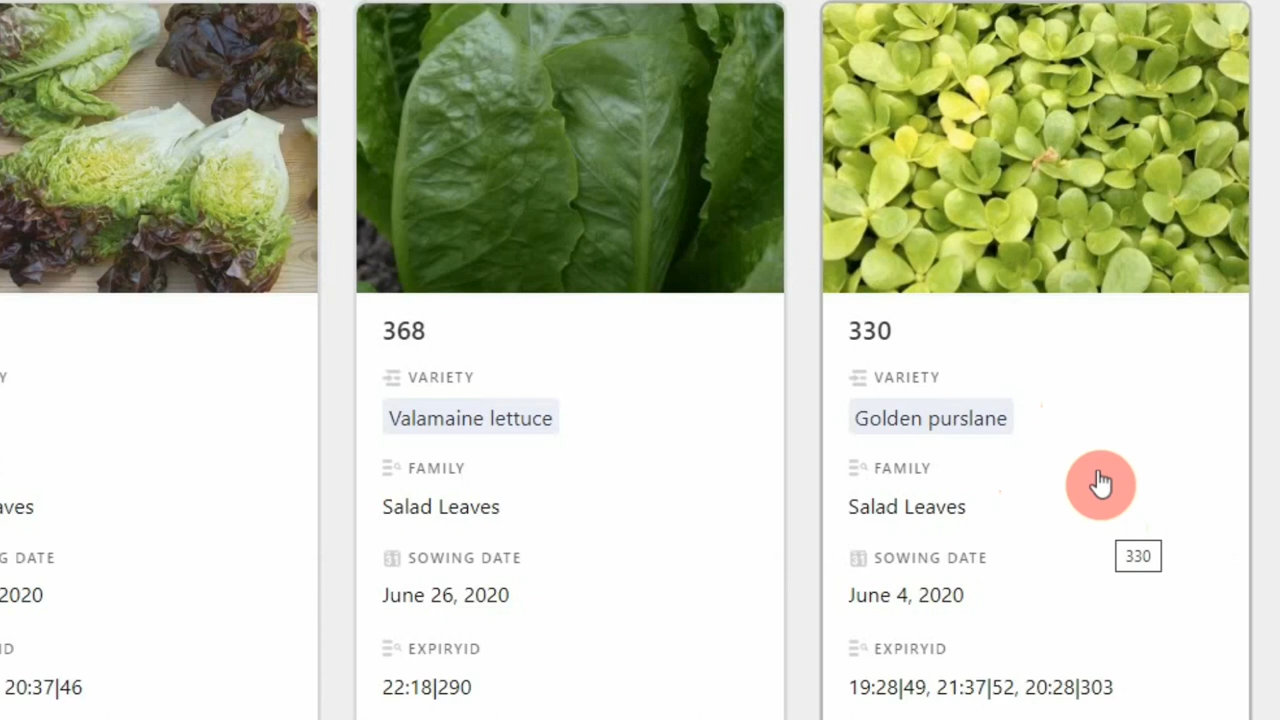 368
330
Y
VARIETY
VARIETY
Valamaine lettuce
Golden purslane
FAMILY
FAMILY
aves
Salad Leaves
Salad Leaves
G DATE
SOWING DATE
SOWING DATE
330
2020
June 26, 2020
June 4, 2020
ID
EXPIRYID
EXPIRYID
20:37|46
22:18|290
19:28|49, 21:37|52, 20:28|303